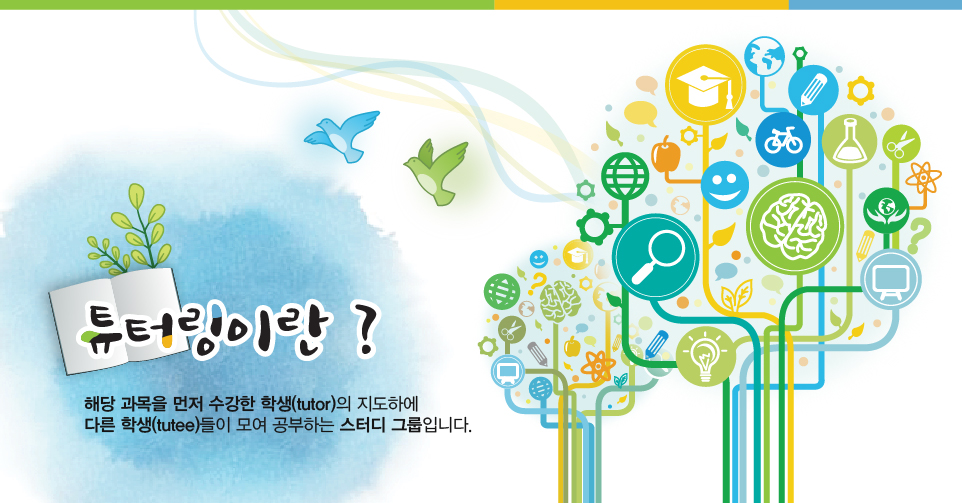 튜터링이란 ?
해당 과목을 먼저 수강한 학생(tutor)의 지도하에
다른 학생(tutee)들이 모여 공부하는 스터디 그룹입니다.